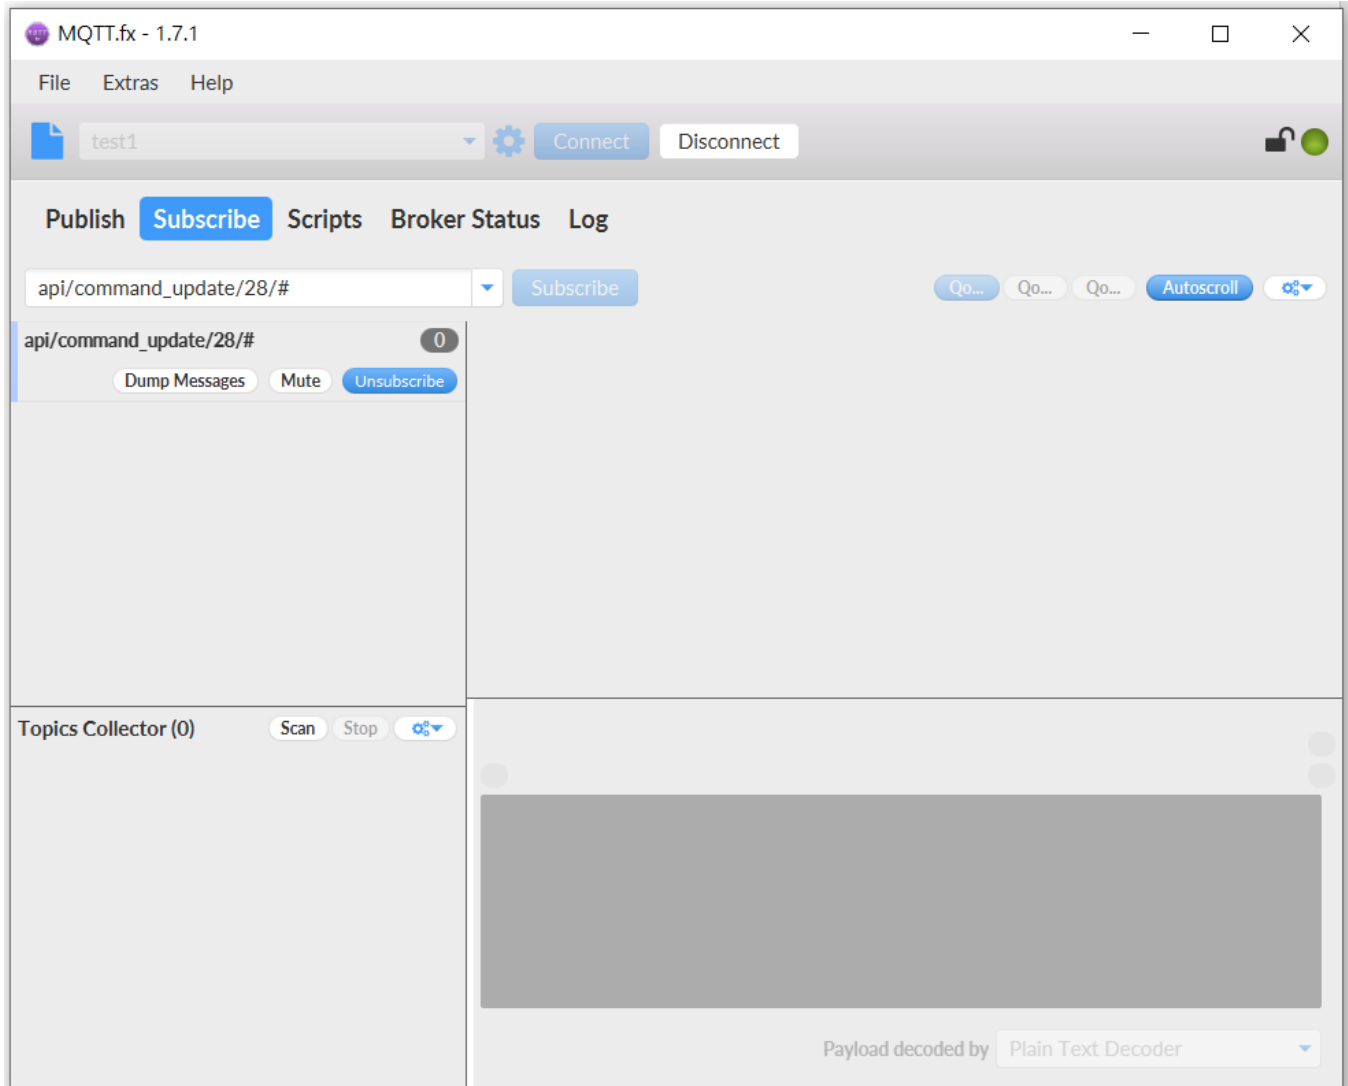 MQTT.fx - 1.7.1
File Extras Help
test1 Connect Disconnect
Publish Subscribe Scripts Broker Status Log
api/command_update/28/# Subscribe Qo... Qo... Qo... Autoscroll
api/command_update/28/# 0
Dump Messages Mute Unsubscribe
Topics Collector (0) Scan Stop
Payload decoded by Plain Text Decoder